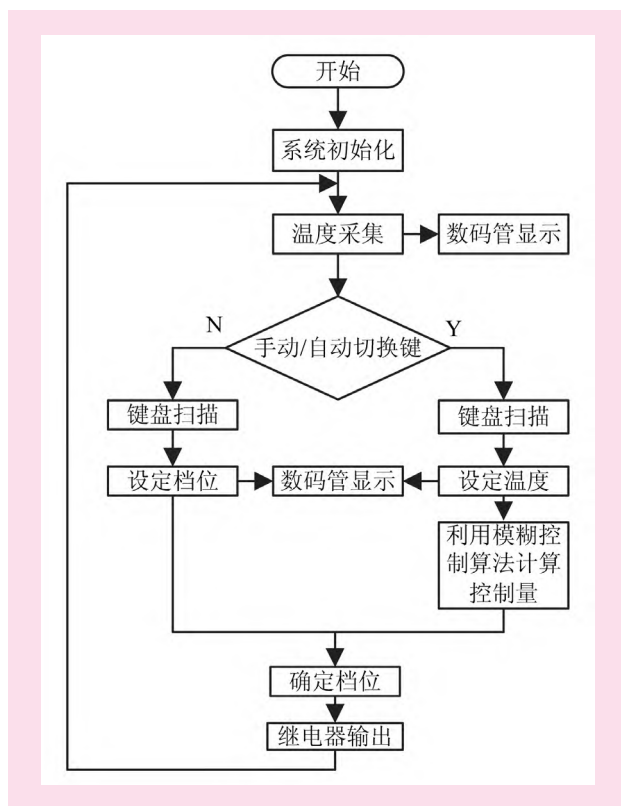 开始
系统初始化
温度采集
数码管显示
N
手动/自动切换键
Y
键盘扫描
键盘扫描
设定档位
数码管显示
设定温度
利用模糊控
制算法计算
控制量
确定档位
继电器输出